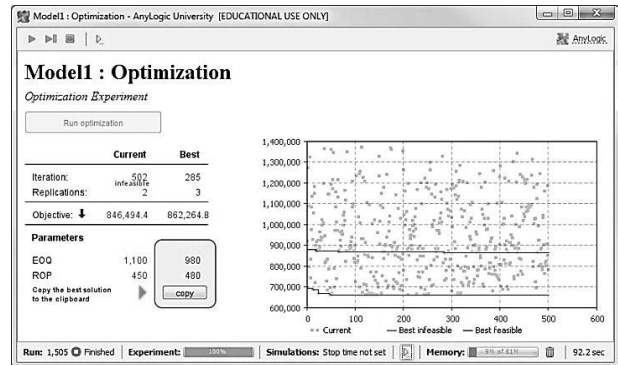 Model1 : Optimization - AnyLogic University [EDUCATIONAL USE ONLY]
AnyLogic
Model1 : Optimization
Optimization Experiment
Run optimization
Current Best
Iteration: 502 285
infeasible
Replications: 2 3
Objective: 846,494.4 862,264.8
Parameters
EOQ 1,100 980
ROP 450 480
Copy the best solution
to the clipboard
copy
1,400,000
1,300,000
1,200,000
1,100,000
1,000,000
900,000
800,000
700,000
600,000
0 100 200 300 400 500 600
Current Best infeasible Best feasible
Run: 1,505 Finished Experiment: 100% Simulations: Stop time not set Memory: 92.2 sec